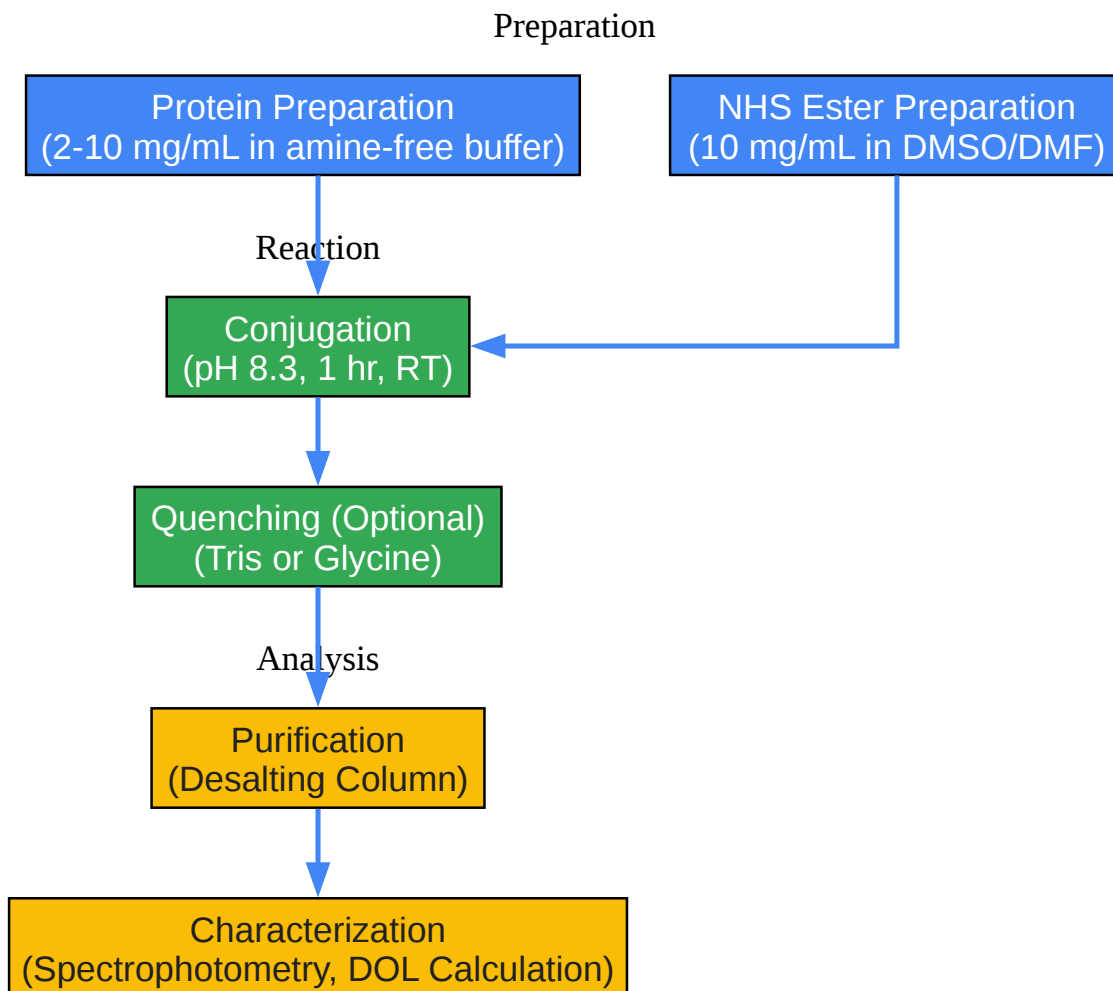 Preparation
Protein Preparation
(2-10 mg/mL in amine-free buffer)
NHS Ester Preparation
(10 mg/mL in DMSO/DMF)
Reaction
Conjugation
(pH 8.3, 1 hr, RT)
Quenching (Optional)
(Tris or Glycine)
Analysis
Purification
(Desalting Column)
Characterization
(Spectrophotometry, DOL Calculation)